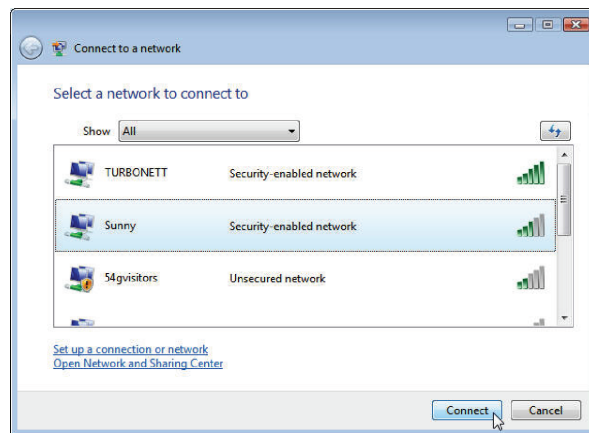 Connect to a network
Select a network to connect to
Show All
TURBONETT Security-enabled network
Sunny Security-enabled network
54gvisitors Unsecured network
Set up a connection or network
Open Network and Sharing Center
Connect Cancel